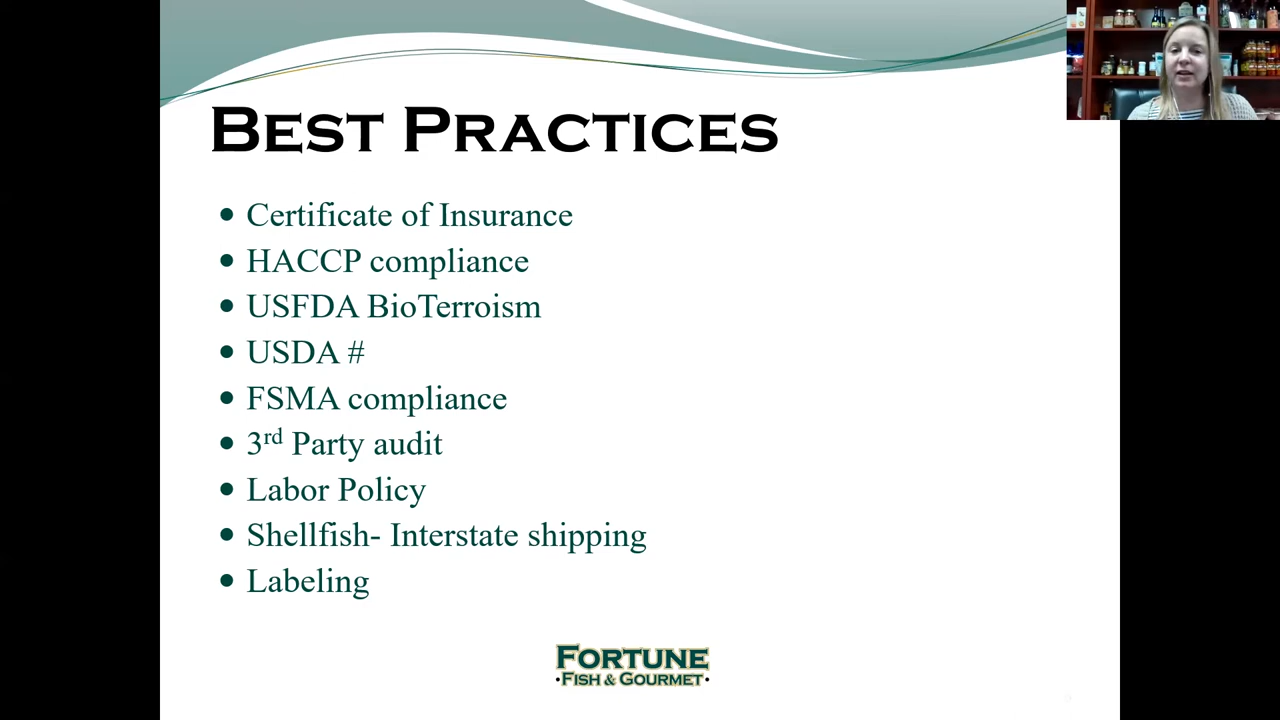 BEST PRACTICES
• Certificate of Insurance
• HACCP compliance
• USFDA BioTerroism
• USDA #
• FSMA compliance
• 3rd Party audit
• Labor Policy
• Shellfish- Interstate shipping
• Labeling
FORTUNE
•FISH & GOURMET•